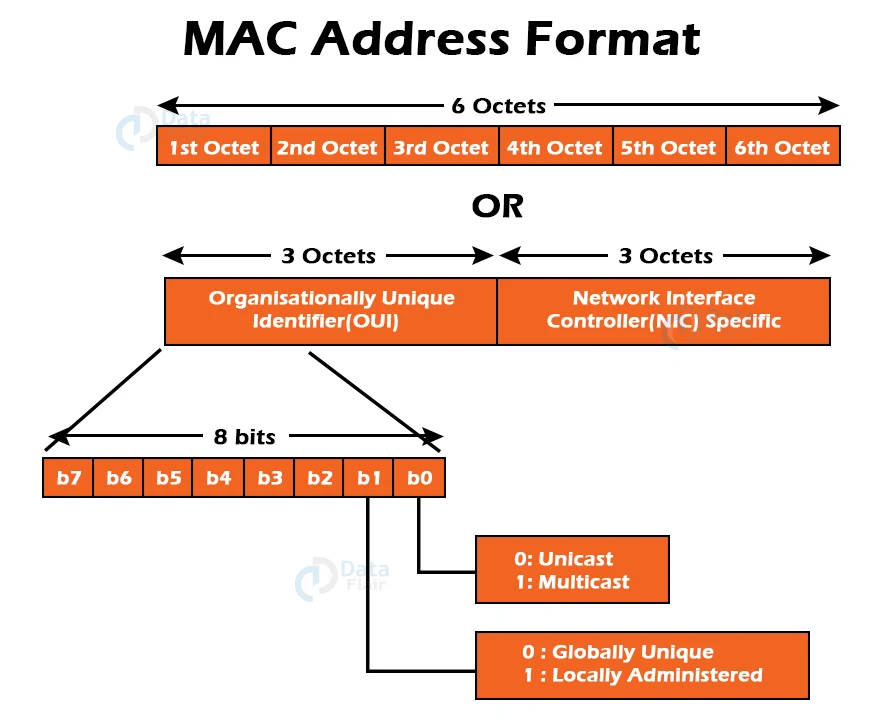 MAC Address Format
6 Octets
Data
1st Octet 2nd Octet 3rd Octet 4th Octet 5th Octet 6th Octet
OR
3 Octets 3 Octets
Organisationally Unique
Identifier(OUI)
Network Interface
Controller(NIC) Specific
8 bits
b7 b6 b5 b4 b3 b2 b1 b0
0: Unicast
1: Multicast
Data
Flair
0 : Globally Unique
1 : Locally Administered